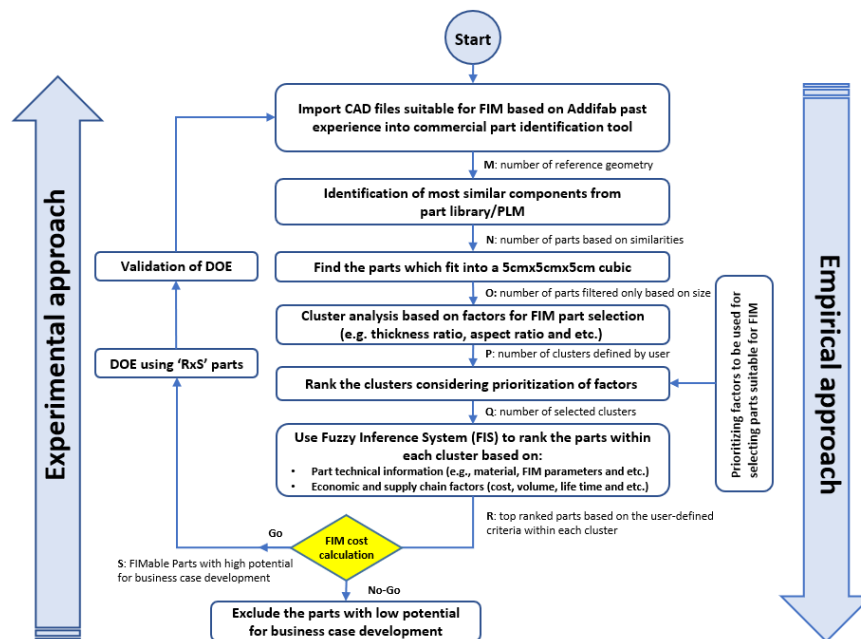 Start
Import CAD files suitable for FIM based on Addifab past
experience into commercial part identification tool
M: number of reference geometry
Identification of most similar components from
part library/PLM
N: number of parts based on similarities
Find the parts which fit into a 5cmx5cmx5cm cubic
O: number of parts filtered only based on size
Cluster analysis based on factors for FIM part selection
(e.g. thickness ratio, aspect ratio and etc.)
P: number of clusters defined by user
Rank the clusters considering prioritization of factors
Q: number of selected clusters
Use Fuzzy Inference System (FIS) to rank the parts within
each cluster based on:
• Part technical information (e.g., material, FIM parameters and etc.)
• Economic and supply chain factors (cost, volume, life time and etc.)
R: top ranked parts based on the user-defined
criteria within each cluster
FIM cost
calculation
Go
S: FIMable Parts with high potential
for business case development
No-Go
Exclude the parts with low potential
for business case development
DOE using ‘RxS’ parts
Validation of DOE
Experimental approach
Prioritizing factors to be used for
selecting parts suitable for FIM
Empirical approach